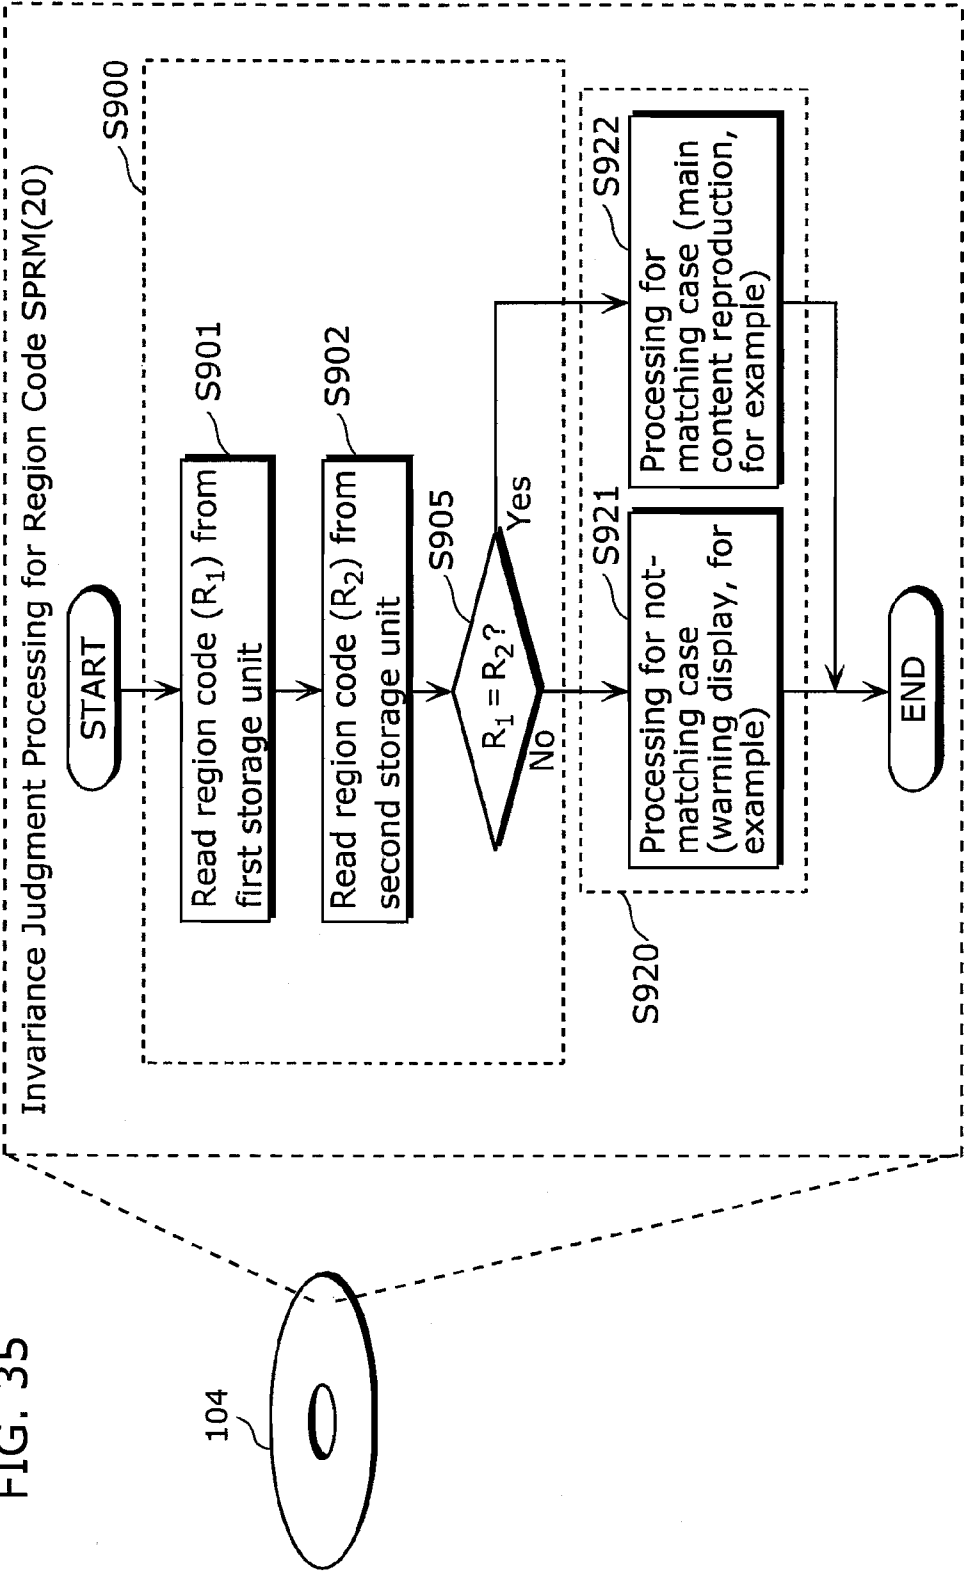 FIG. 35
104
Invariance Judgment Processing for Region Code SPRM(20)
START
S900
S901
Read region code (R1) from
first storage unit
S902
Read region code (R2) from
second storage unit
S905
R1 = R2?
Yes
No
S920
S921
Processing for not-
matching case
(warning display, for
example)
S922
Processing for
matching case (main
content reproduction,
for example)
END